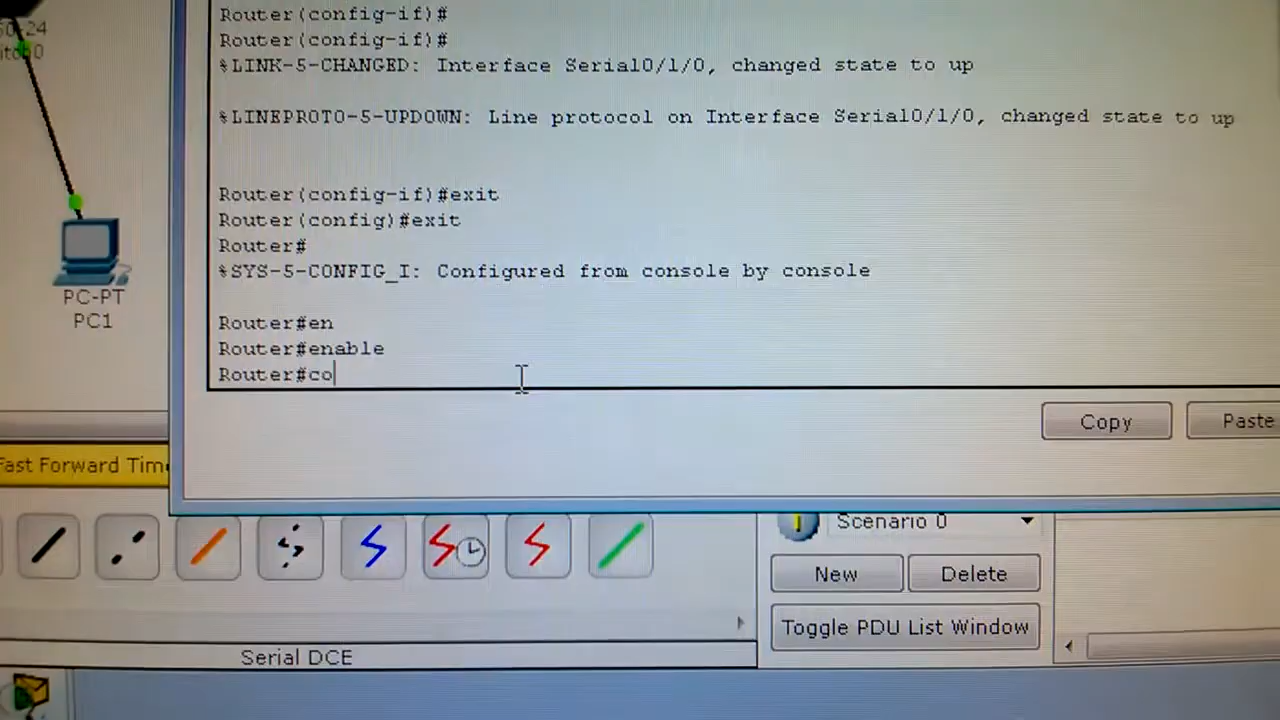 Router(config-if)#
Router(config-if)#
%LINK-5-CHANGED: Interface Serial0/1/0, changed state to up
%LINEPROTO-5-UPDOWN: Line protocol on Interface Serial0/1/0, changed state to up
Router(config-if)#exit
Router(config)#exit
Router#
%SYS-5-CONFIG_I: Configured from console by console
Router#en
Router#enable
Router#co
PC-PT
PC1
Copy
Paste
Fast Forward Tim
Scenario 0
New
Delete
Toggle PDU List Window
Serial DCE